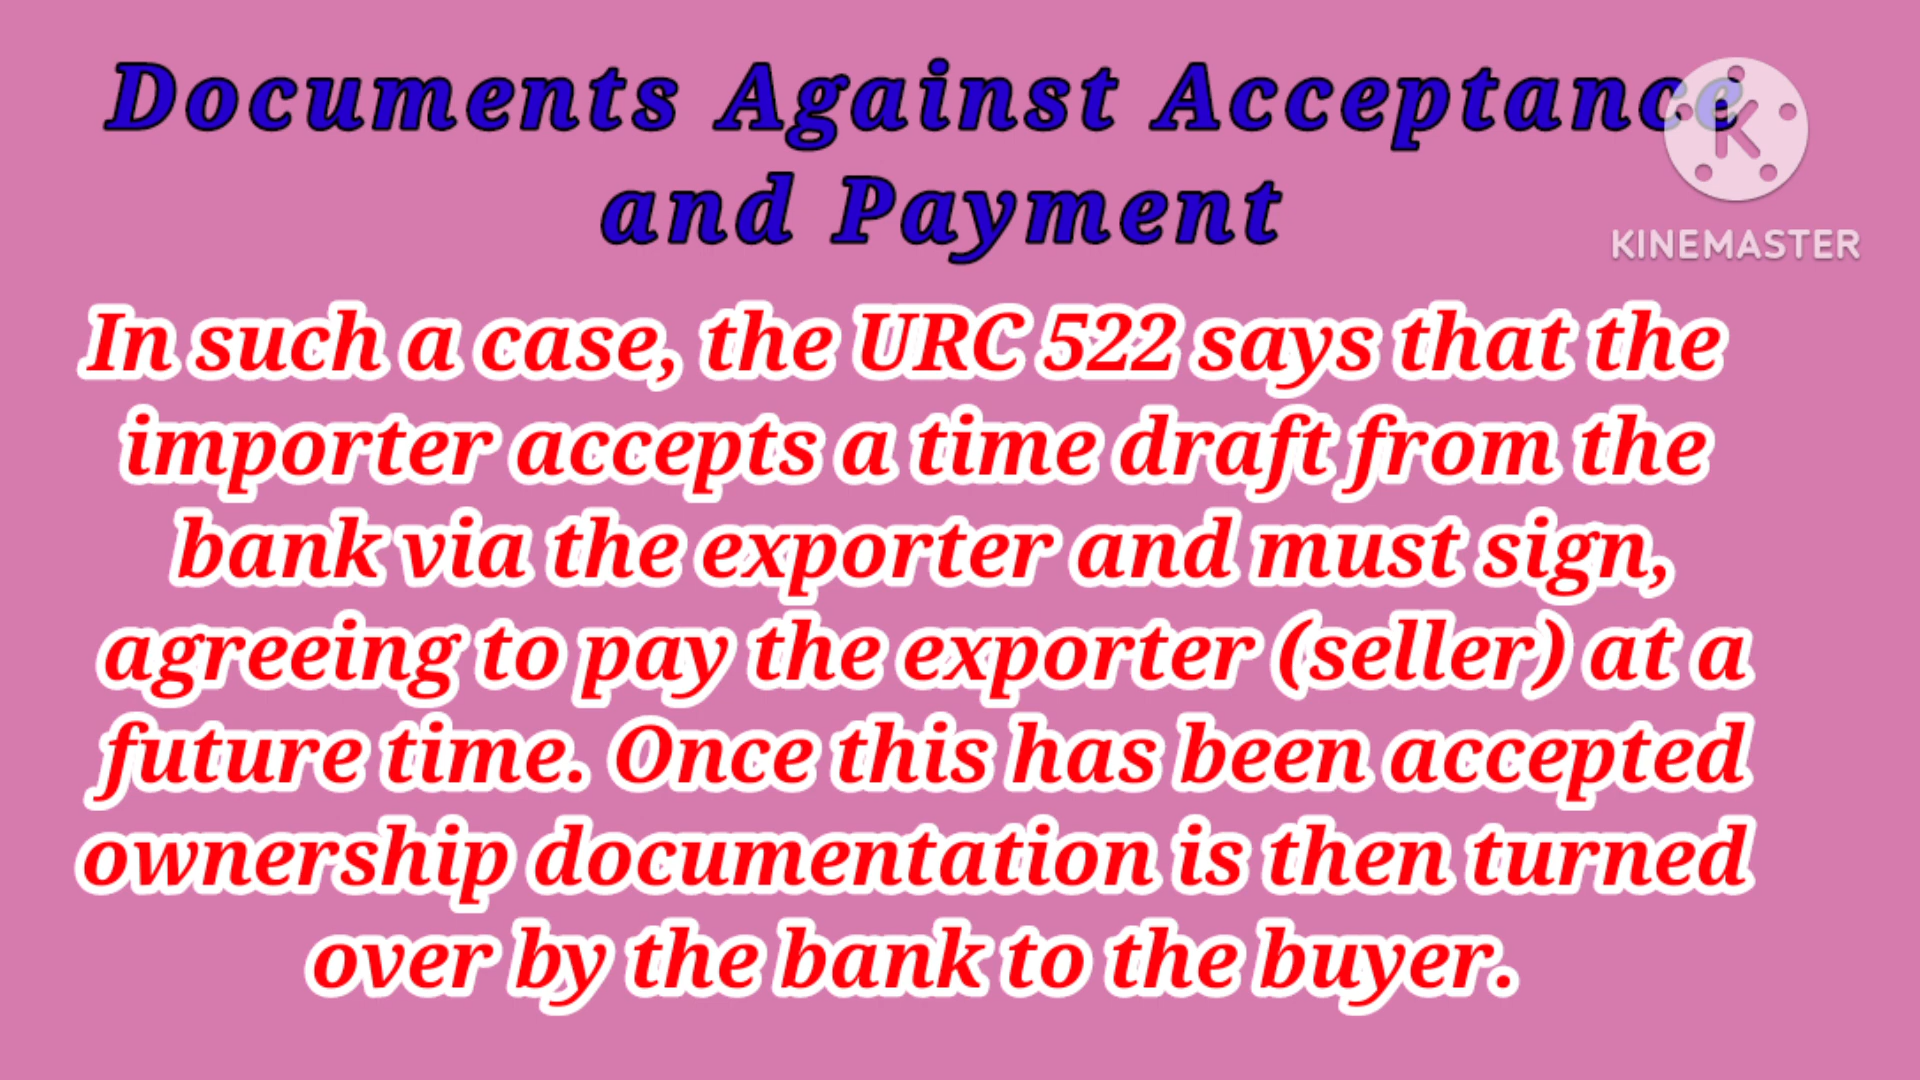 Documents Against Acceptance
and Payment
K
KINEMASTER
In such a case, the URC 522 says that the
importer accepts a time draft from the
bank via the exporter and must sign,
agreeing to pay the exporter (seller) at a
future time. Once this has been accepted
ownership documentation is then turned
over by the bank to the buyer.